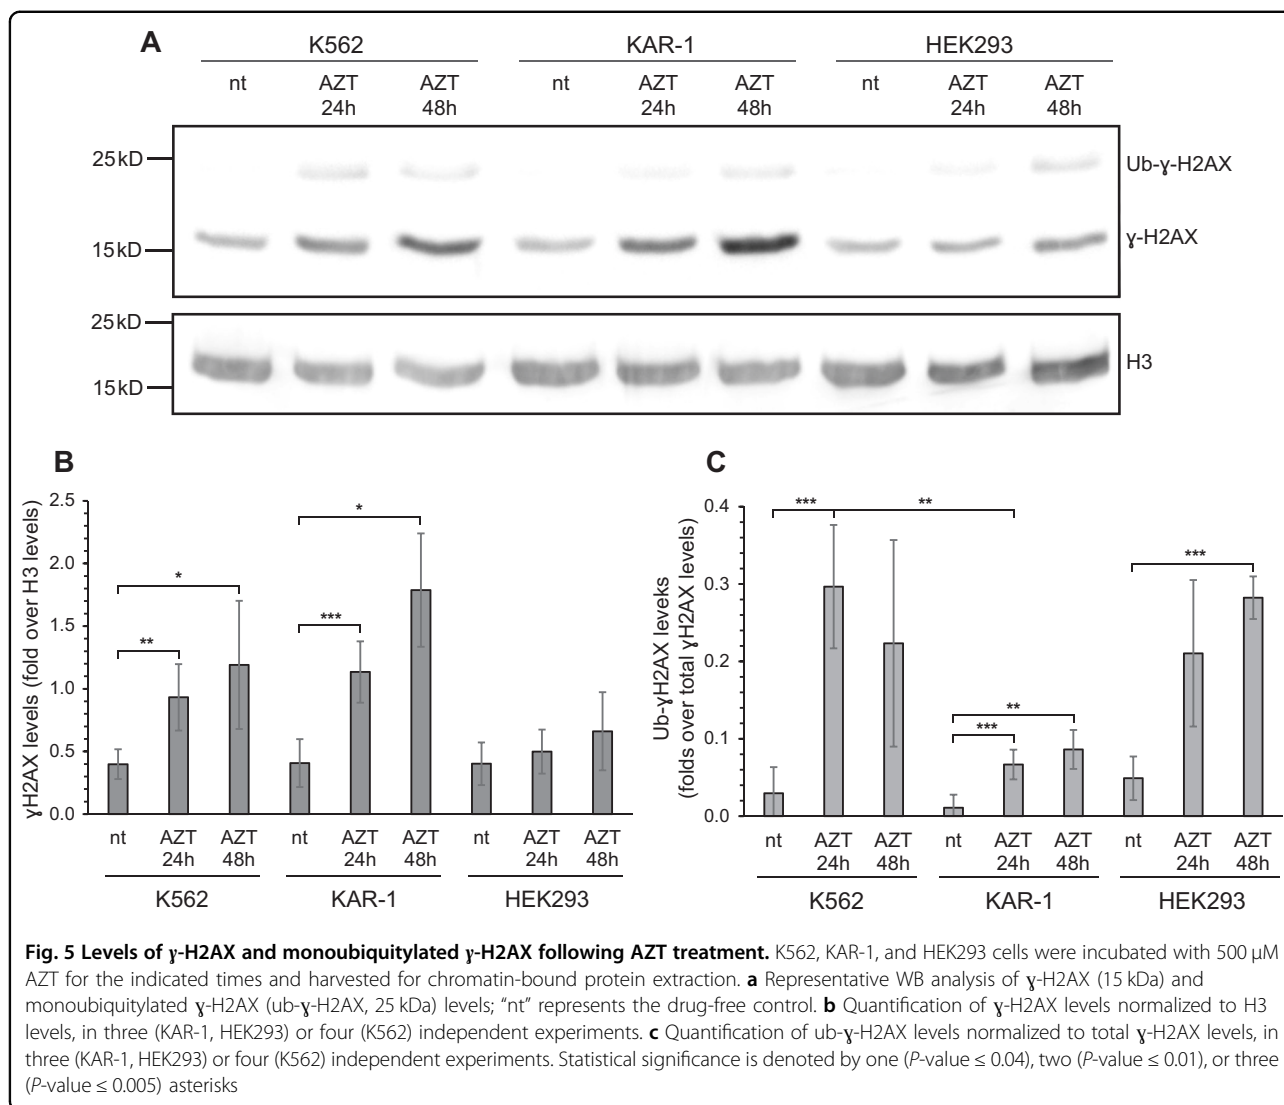 A
K562 KAR-1 HEK293
nt AZT 24h AZT 48h nt AZT 24h AZT 48h nt AZT 24h AZT 48h
25kD
Ub-ɣ-H2AX
15kD
ɣ-H2AX
25kD
H3
15kD
B
ɣH2AX levels (fold over H3 levels)
2.5
2.0
1.5
1.0
0.5
0.0
*
**
*
***
nt AZT 24h AZT 48h nt AZT 24h AZT 48h nt AZT 24h AZT 48h
K562 KAR-1 HEK293
C
Ub-ɣH2AX leveks
(folds over total ɣH2AX levels)
0.4
0.3
0.2
0.1
0.0
***
**
***
**
***
nt AZT 24h AZT 48h nt AZT 24h AZT 48h nt AZT 24h AZT 48h
K562 KAR-1 HEK293
Fig. 5 Levels of ɣ-H2AX and monoubiquitylated ɣ-H2AX following AZT treatment. K562, KAR-1, and HEK293 cells were incubated with 500 µM
AZT for the indicated times and harvested for chromatin-bound protein extraction. a Representative WB analysis of ɣ-H2AX (15 kDa) and
monoubiquitylated ɣ-H2AX (ub-ɣ-H2AX, 25 kDa) levels; “nt” represents the drug-free control. b Quantification of ɣ-H2AX levels normalized to H3
levels, in three (KAR-1, HEK293) or four (K562) independent experiments. c Quantification of ub-ɣ-H2AX levels normalized to total ɣ-H2AX levels, in
three (KAR-1, HEK293) or four (K562) independent experiments. Statistical significance is denoted by one (P-value ≤ 0.04), two (P-value ≤ 0.01), or three
(P-value ≤ 0.005) asterisks